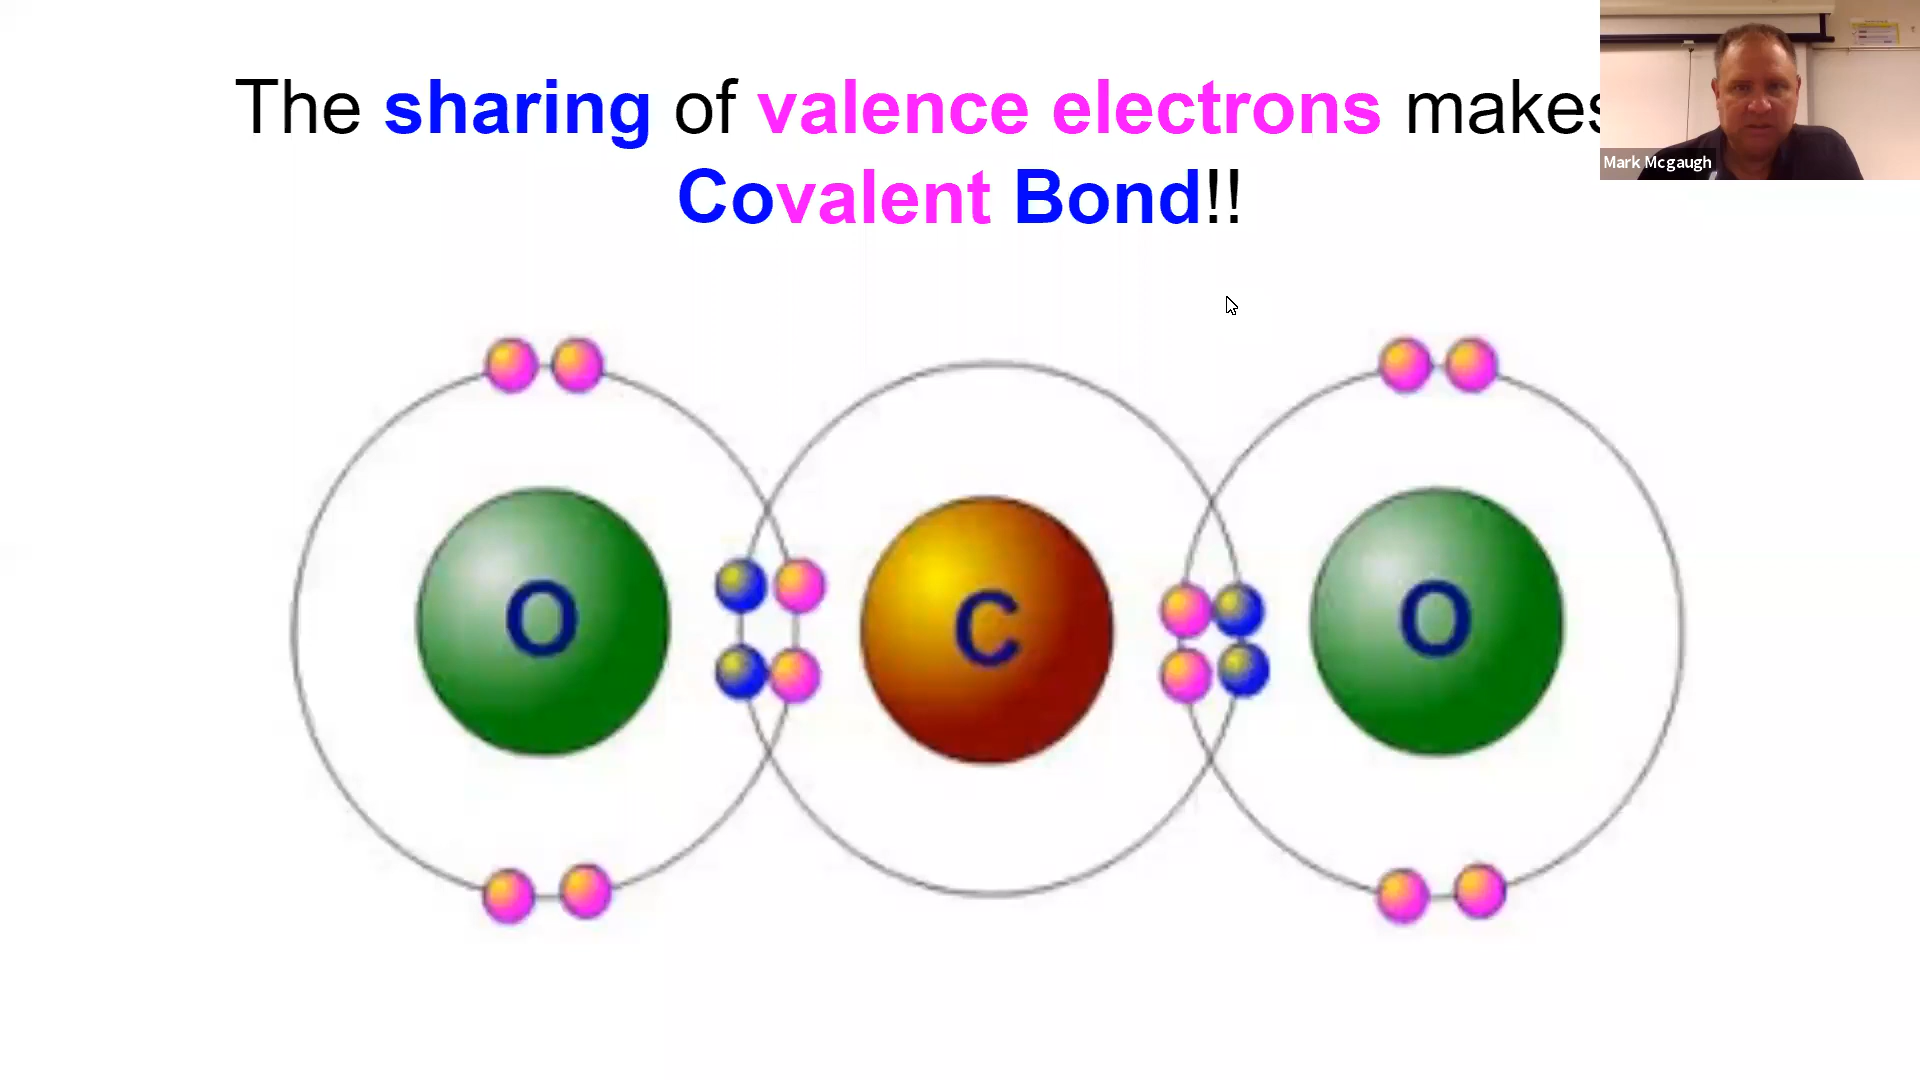 The sharing of valence electrons makes
Covalent Bond!!
Mark Mcgaugh
O
C
O